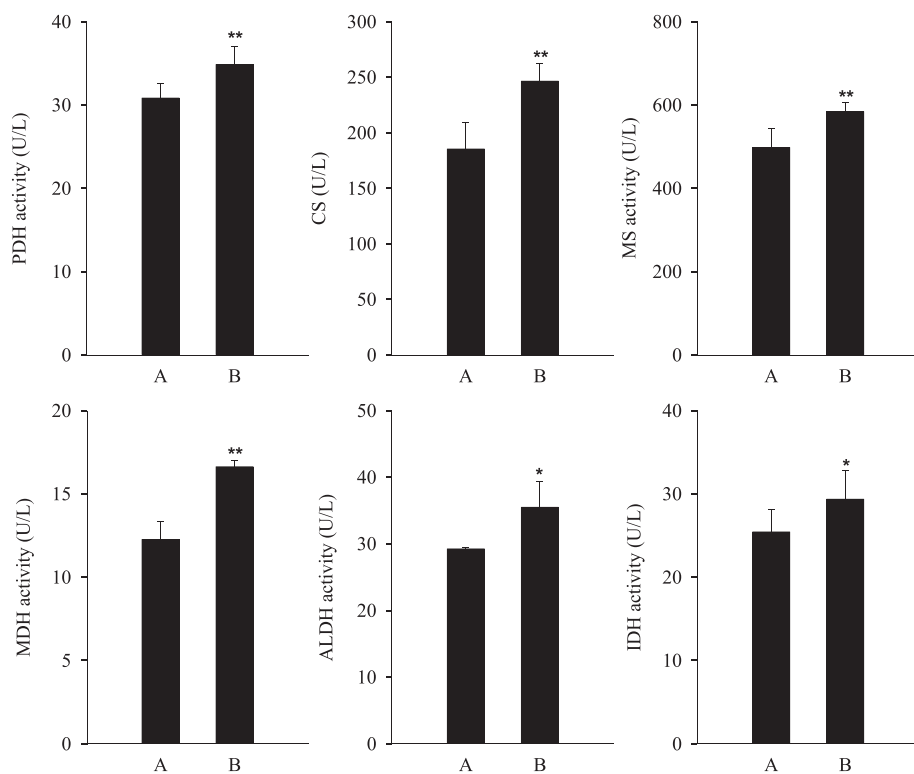 40
30
20
10
0
PDH activity (U/L)
**
A
B
300
250
200
150
100
50
0
CS (U/L)
**
A
B
800
600
400
200
0
MS activity (U/L)
**
A
B
20
15
10
5
0
MDH activity (U/L)
**
A
B
50
40
30
20
10
0
ALDH activity (U/L)
*
A
B
40
30
20
10
0
IDH activity (U/L)
*
A
B